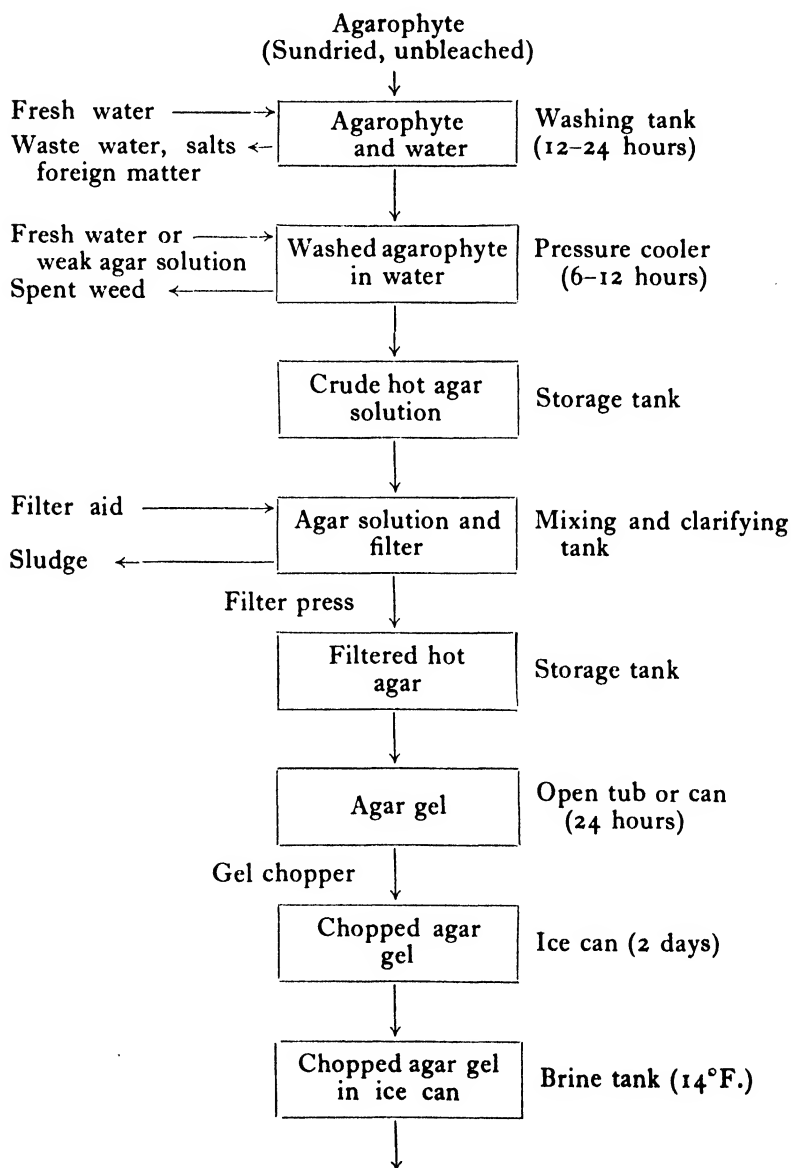 Agarophyte
(Sundried, unbleached)
Fresh water
Waste water, salts
foreign matter
Agarophyte
and water
Washing tank
(12–24 hours)
Fresh water or
weak agar solution
Spent weed
Washed agarophyte
in water
Pressure cooler
(6–12 hours)
Crude hot agar
solution
Storage tank
Filter aid
Sludge
Agar solution and
filter
Mixing and clarifying
tank
Filter press
Filtered hot
agar
Storage tank
Agar gel
Open tub or can
(24 hours)
Gel chopper
Chopped agar
gel
Ice can (2 days)
Chopped agar gel
in ice can
Brine tank (14°F.)